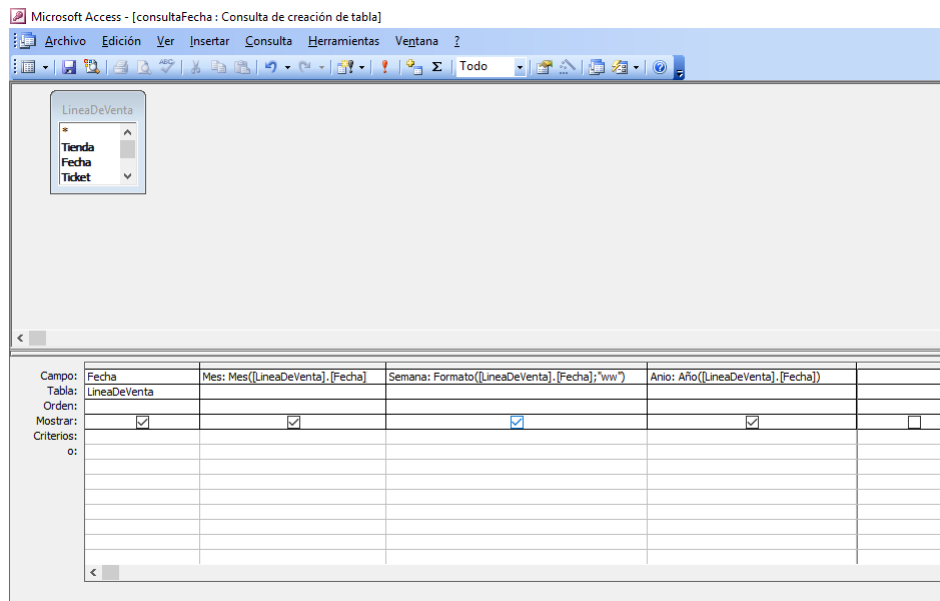 Microsoft Access - [consultaFecha : Consulta de creación de tabla]
Archivo Edición Ver Insertar Consulta Herramientas Ventana ?
ABC Σ Todo
LineaDeVenta
*
Tienda
Fecha
Ticket
Campo: Fecha Mes: Mes([LineaDeVenta].[Fecha] Semana: Formato([LineaDeVenta].[Fecha];"ww") Anio: Año([LineaDeVenta].[Fecha])
Tabla: LineaDeVenta
Orden:
Mostrar:
Criterios:
o: